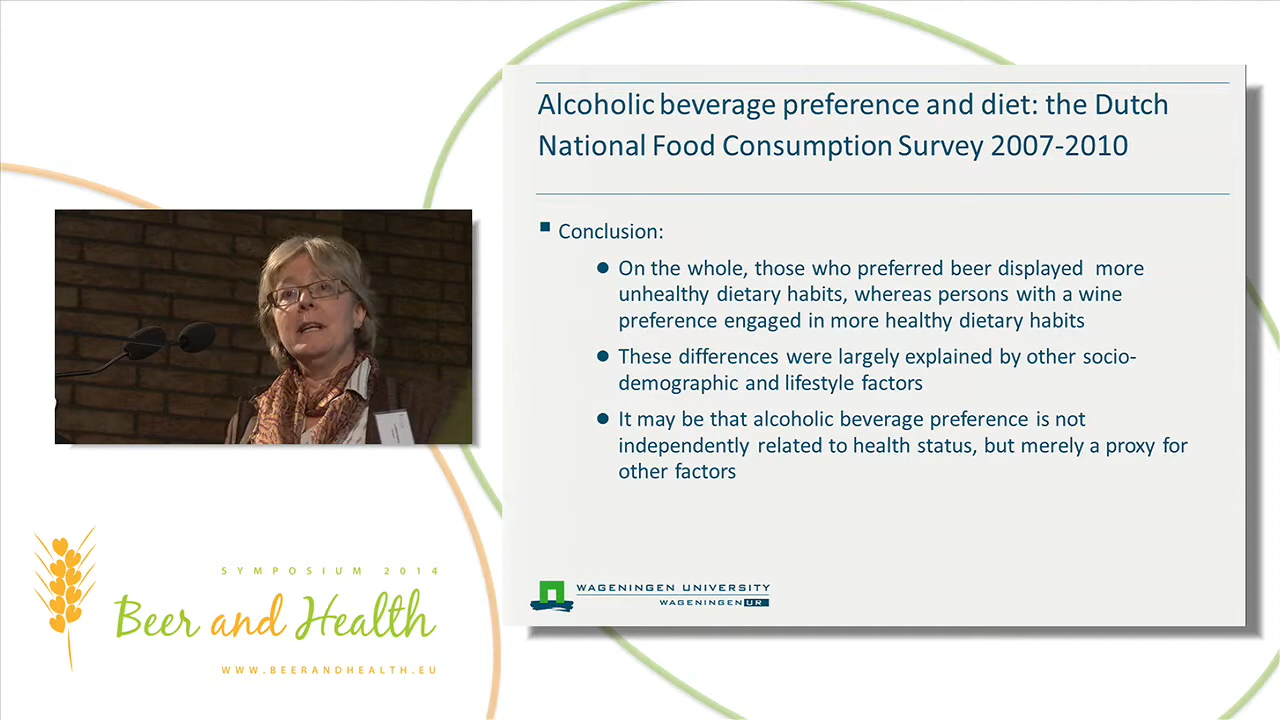 Alcoholic beverage preference and diet: the Dutch
National Food Consumption Survey 2007-2010
Conclusion:
On the whole, those who preferred beer displayed more
unhealthy dietary habits, whereas persons with a wine
preference engaged in more healthy dietary habits
These differences were largely explained by other socio-
demographic and lifestyle factors
It may be that alcoholic beverage preference is not
independently related to health status, but merely a proxy for
other factors
WAGENINGEN UNIVERSITY
WAGENINGEN UR
SYMPOSIUM 2014
Beer and Health
WWW.BEERANDHEALTH.EU